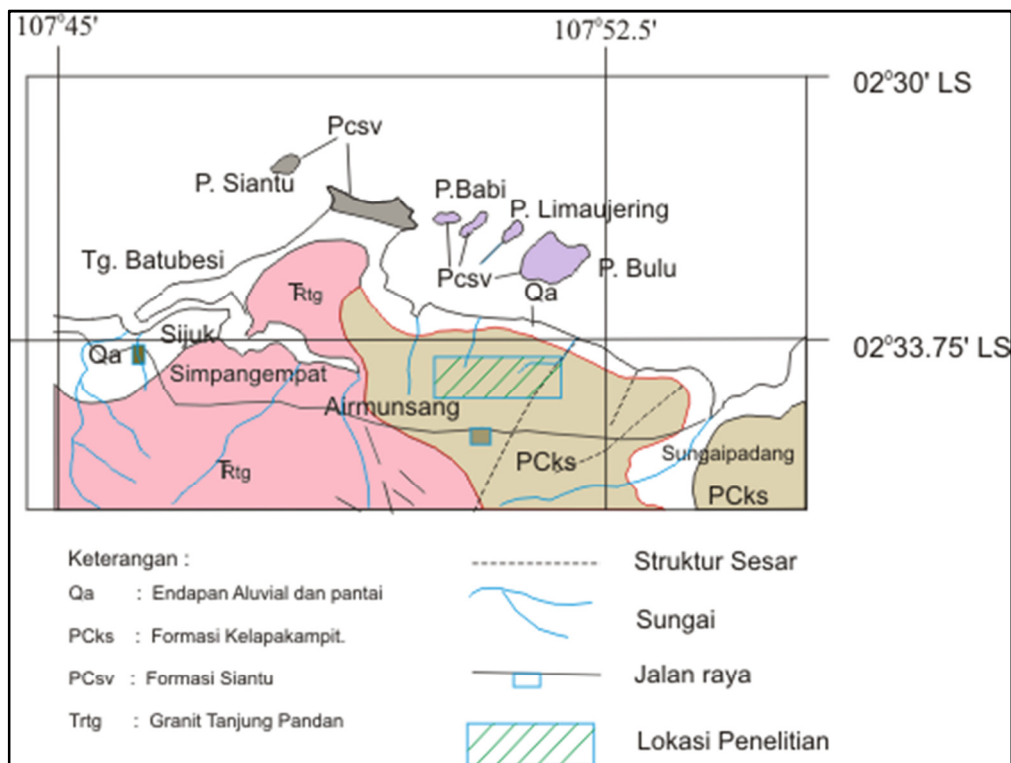 107°45'
107°52.5'
02°30' LS
Pcsv
P. Siantu
P.Babi
P. Limaujering
Tg. Batubesi
Pcsv
P. Bulu
Qa
TRtg
Sijuk
Qa
02°33.75' LS
Simpangempat
Airmunsang
TRtg
PCks
Sungaipadang
PCks
Keterangan :
Qa : Endapan Aluvial dan pantai
PCks : Formasi Kelapakampit.
PCsv : Formasi Siantu
Trtg : Granit Tanjung Pandan
Struktur Sesar
Sungai
Jalan raya
Lokasi Penelitian